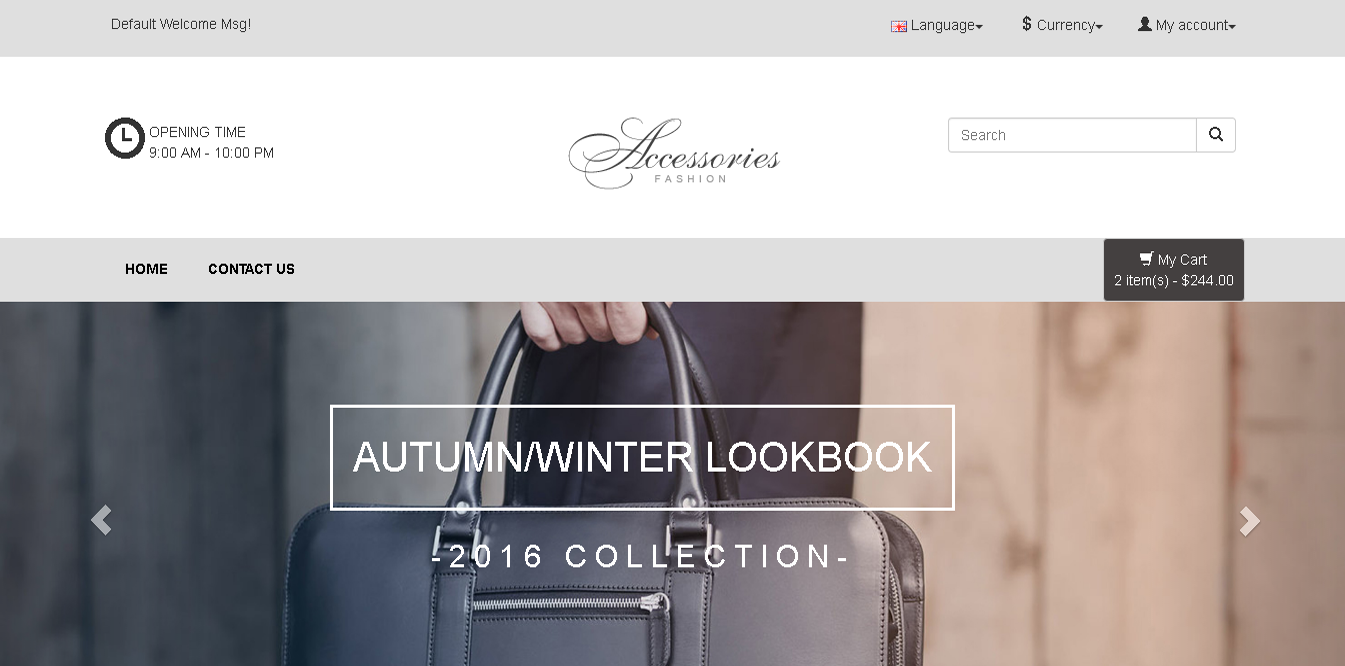 Default Welcome Msg!
Language
$ Currency
My account
OPENING TIME
9:00 AM - 10:00 PM
Accessories
FASHION
Search
HOME
CONTACT US
My Cart
2 item(s) - $244.00
AUTUMN/WINTER LOOKBOOK
-2016 COLLECTION-